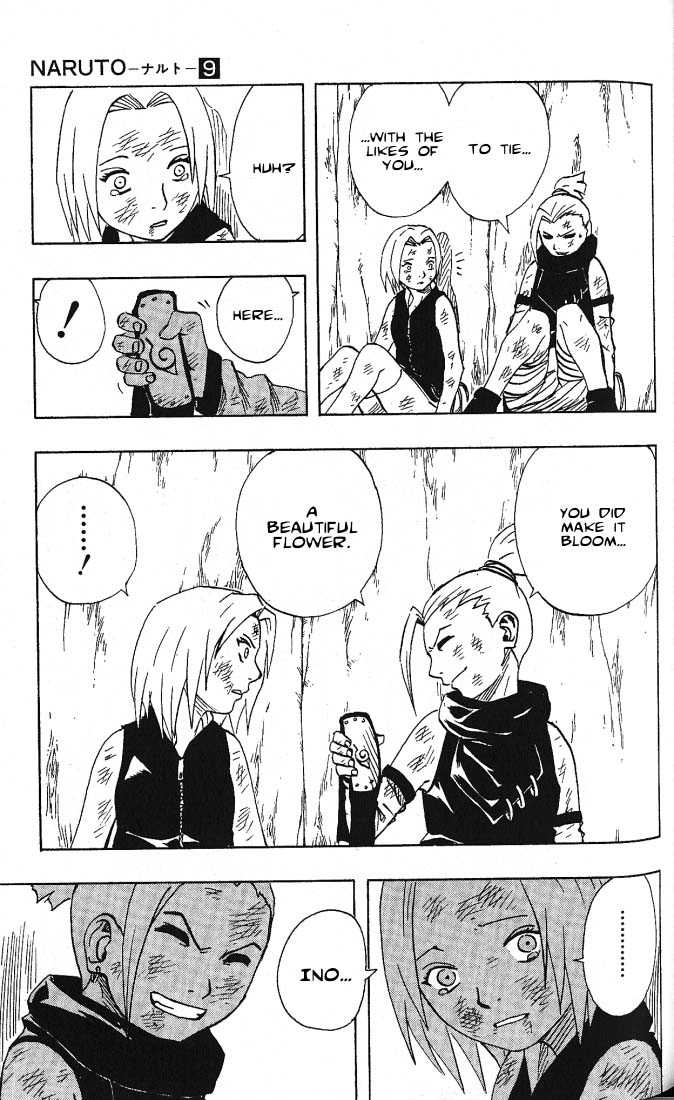 NARUTO—ナルト— 9
TO TIE...
...WITH THE
LIKES OF
YOU...
HUH?
HERE...
!
YOU DID
MAKE IT
BLOOM...
A
BEAUTIFUL
FLOWER.
......!
........
INO...